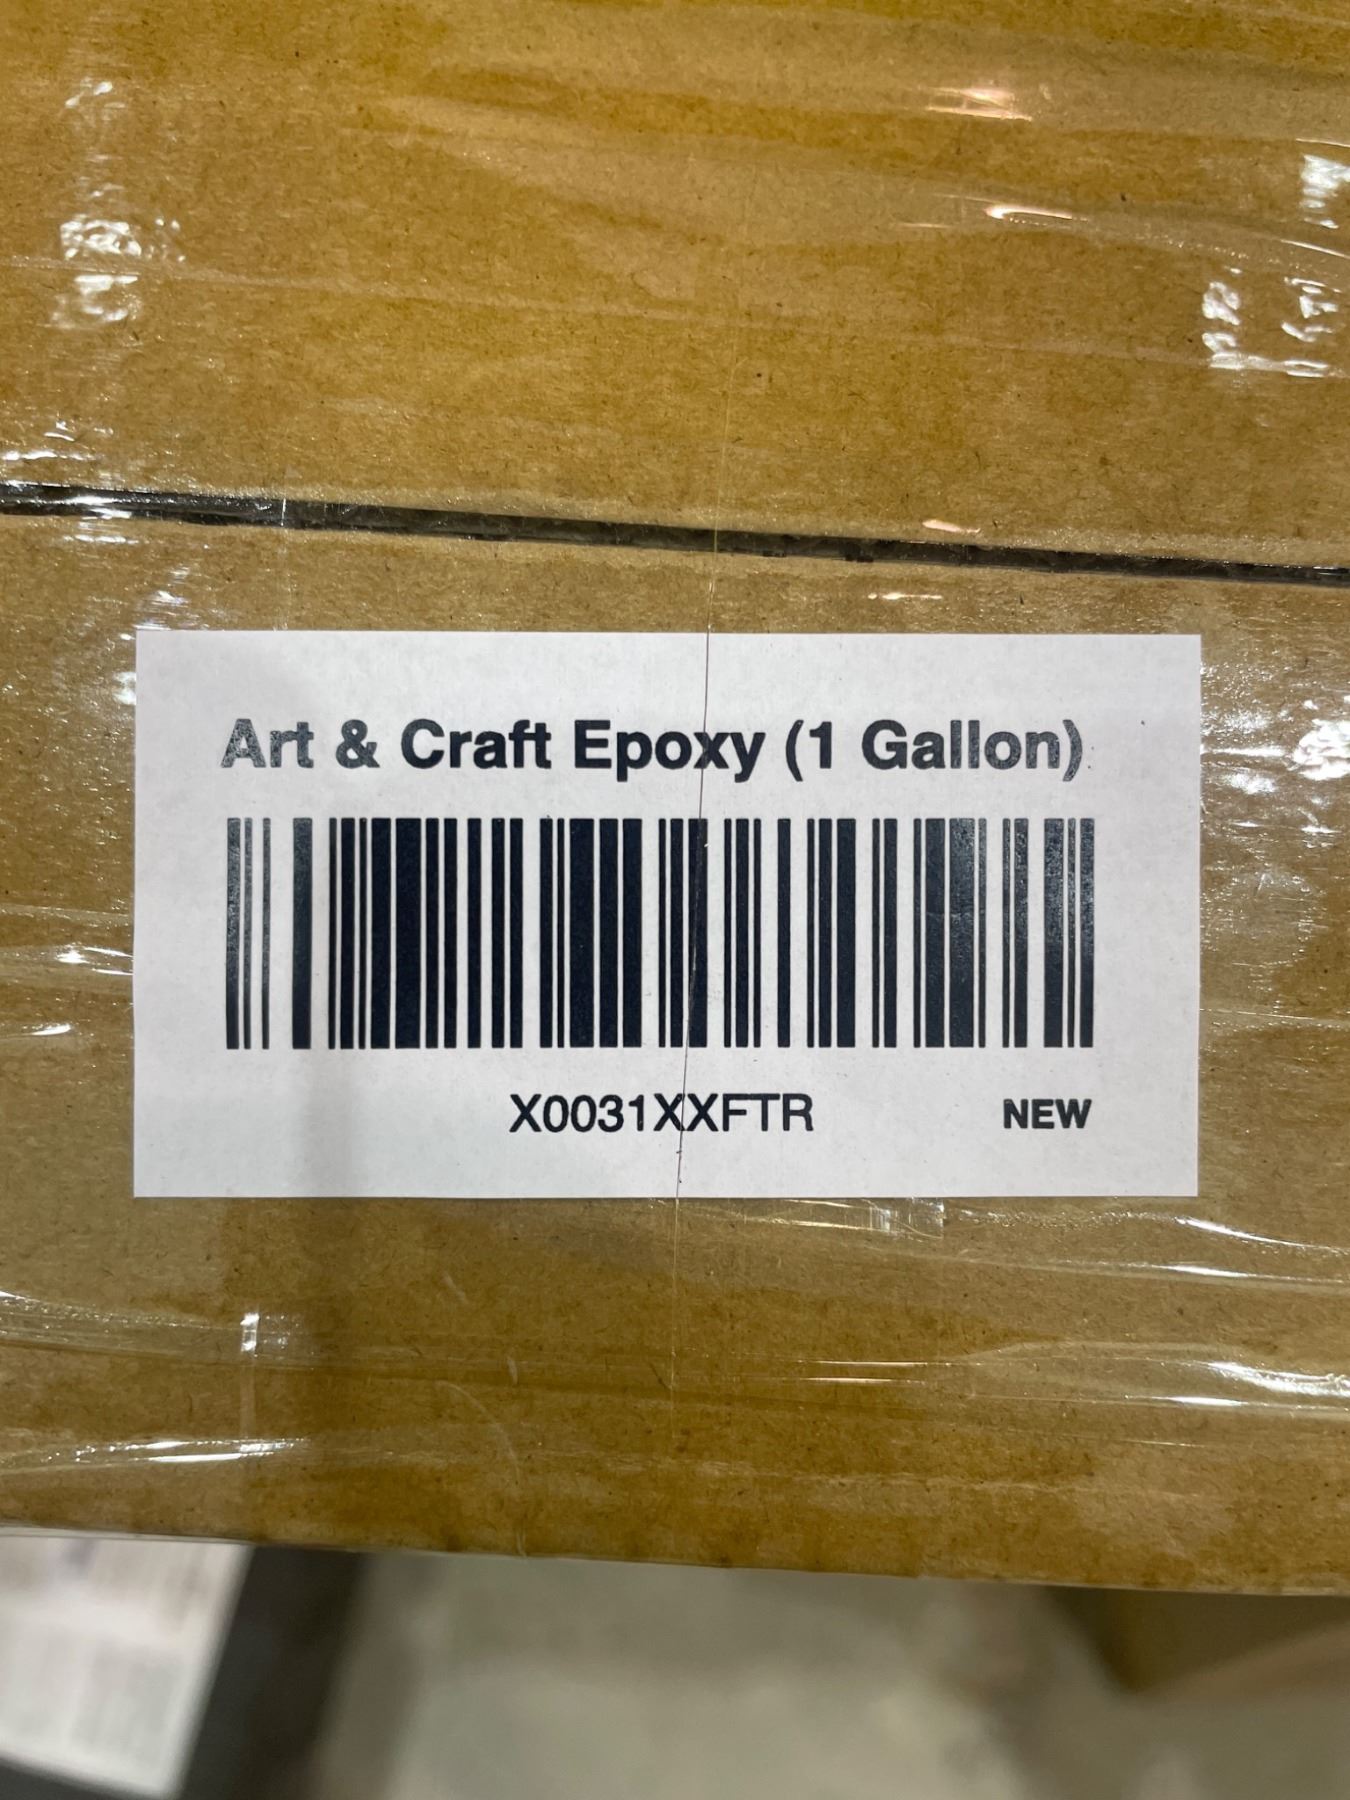 Art & Craft Epoxy (1 Gallon)
X0031XXFTR NEW